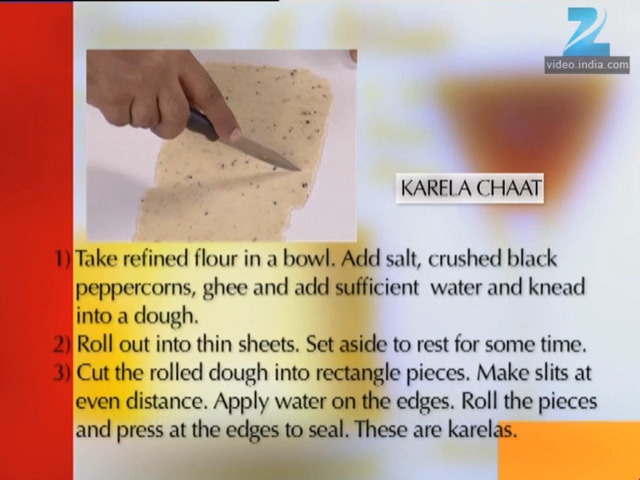 Z
video.india.com
KARELA CHAAT
1) Take refined flour in a bowl. Add salt, crushed black
peppercorns, ghee and add sufficient water and knead
into a dough.
2) Roll out into thin sheets. Set aside to rest for some time.
3) Cut the rolled dough into rectangle pieces. Make slits at
even distance. Apply water on the edges. Roll the pieces
and press at the edges to seal. These are karelas.